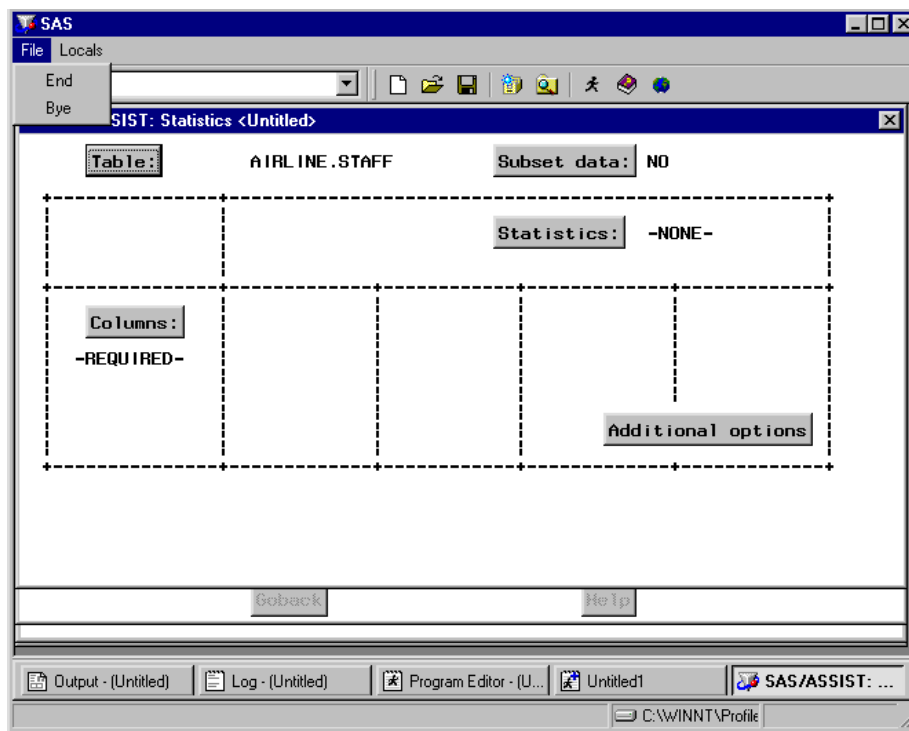 SAS
File Locals
End
Bye
SIST: Statistics <Untitled>
Table: AIRLINE.STAFF Subset data: NO
Statistics: -NONE-
Columns:
-REQUIRED-
Additional options
Goback Help
Output - (Untitled) Log - (Untitled) Program Editor - (U... Untitled1 SAS/ASSIST: ...
C:\WINNT\Profile